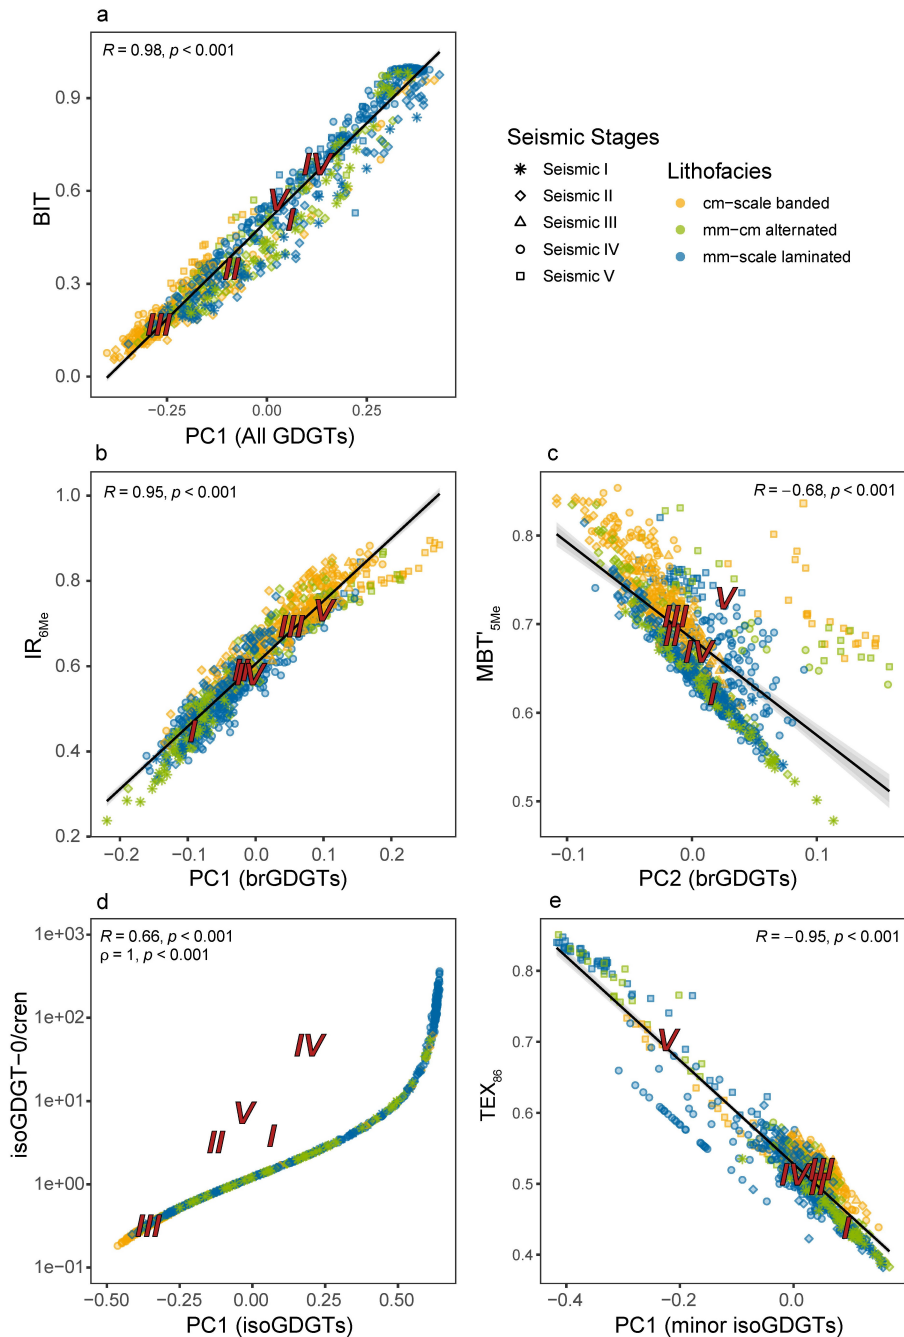 a
R = 0.98, p < 0.001
0.9
0.6
0.3
0.0
BIT
IV
V
I
II
III
−0.25
0.00
0.25
PC1 (All GDGTs)
Seismic Stages
Seismic I
Seismic II
Seismic III
Seismic IV
Seismic V
Lithofacies
cm−scale banded
mm−cm alternated
mm−scale laminated
b
R = 0.95, p < 0.001
1.0
0.8
0.6
0.4
0.2
IR6Me
V
III
II
IV
I
−0.2
−0.1
0.0
0.1
0.2
PC1 (brGDGTs)
c
R = −0.68, p < 0.001
0.8
0.7
0.6
0.5
MBT'5Me
V
III
II
IV
I
−0.1
0.0
0.1
PC2 (brGDGTs)
d
R = 0.66, p < 0.001
ρ = 1, p < 0.001
1e+03
1e+02
1e+01
1e+00
1e−01
isoGDGT−0/cren
IV
V
II
I
III
−0.50
−0.25
0.00
0.25
0.50
PC1 (isoGDGTs)
e
R = −0.95, p < 0.001
0.8
0.7
0.6
0.5
0.4
TEX86
V
III
IV
II
I
−0.4
−0.2
0.0
PC1 (minor isoGDGTs)